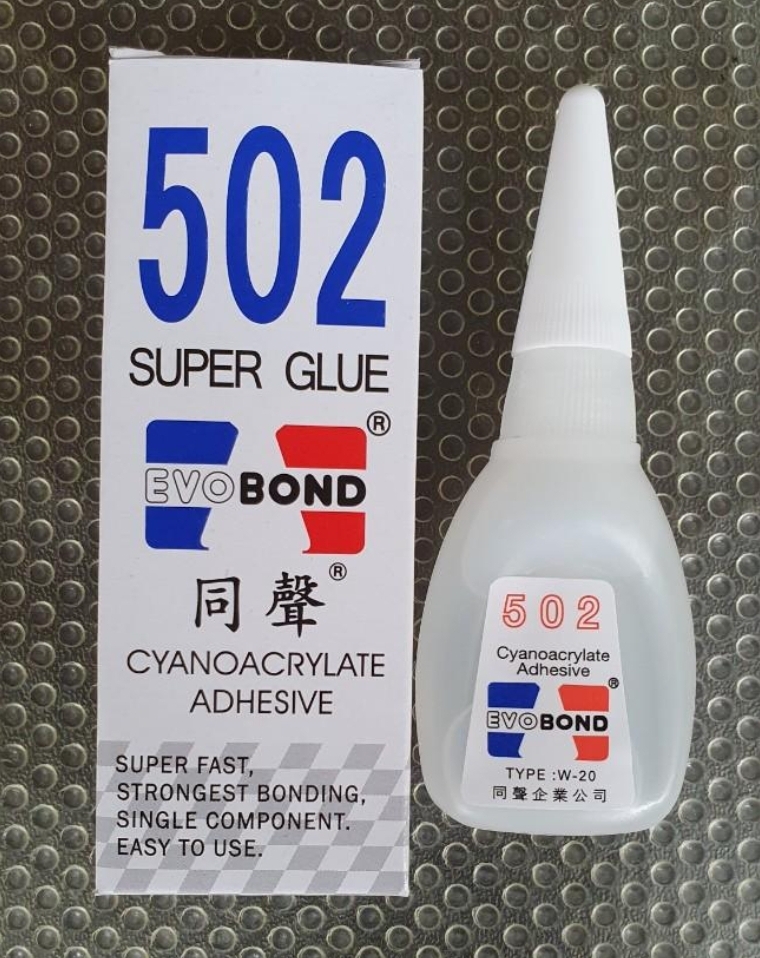 502
SUPER GLUE
®
EVOBOND
同聲®
CYANOACRYLATE
ADHESIVE
SUPER FAST,
STRONGEST BONDING,
SINGLE COMPONENT.
EASY TO USE.
502
Cyanoacrylate
Adhesive
®
EVOBOND
TYPE :W-20
同聲企業公司